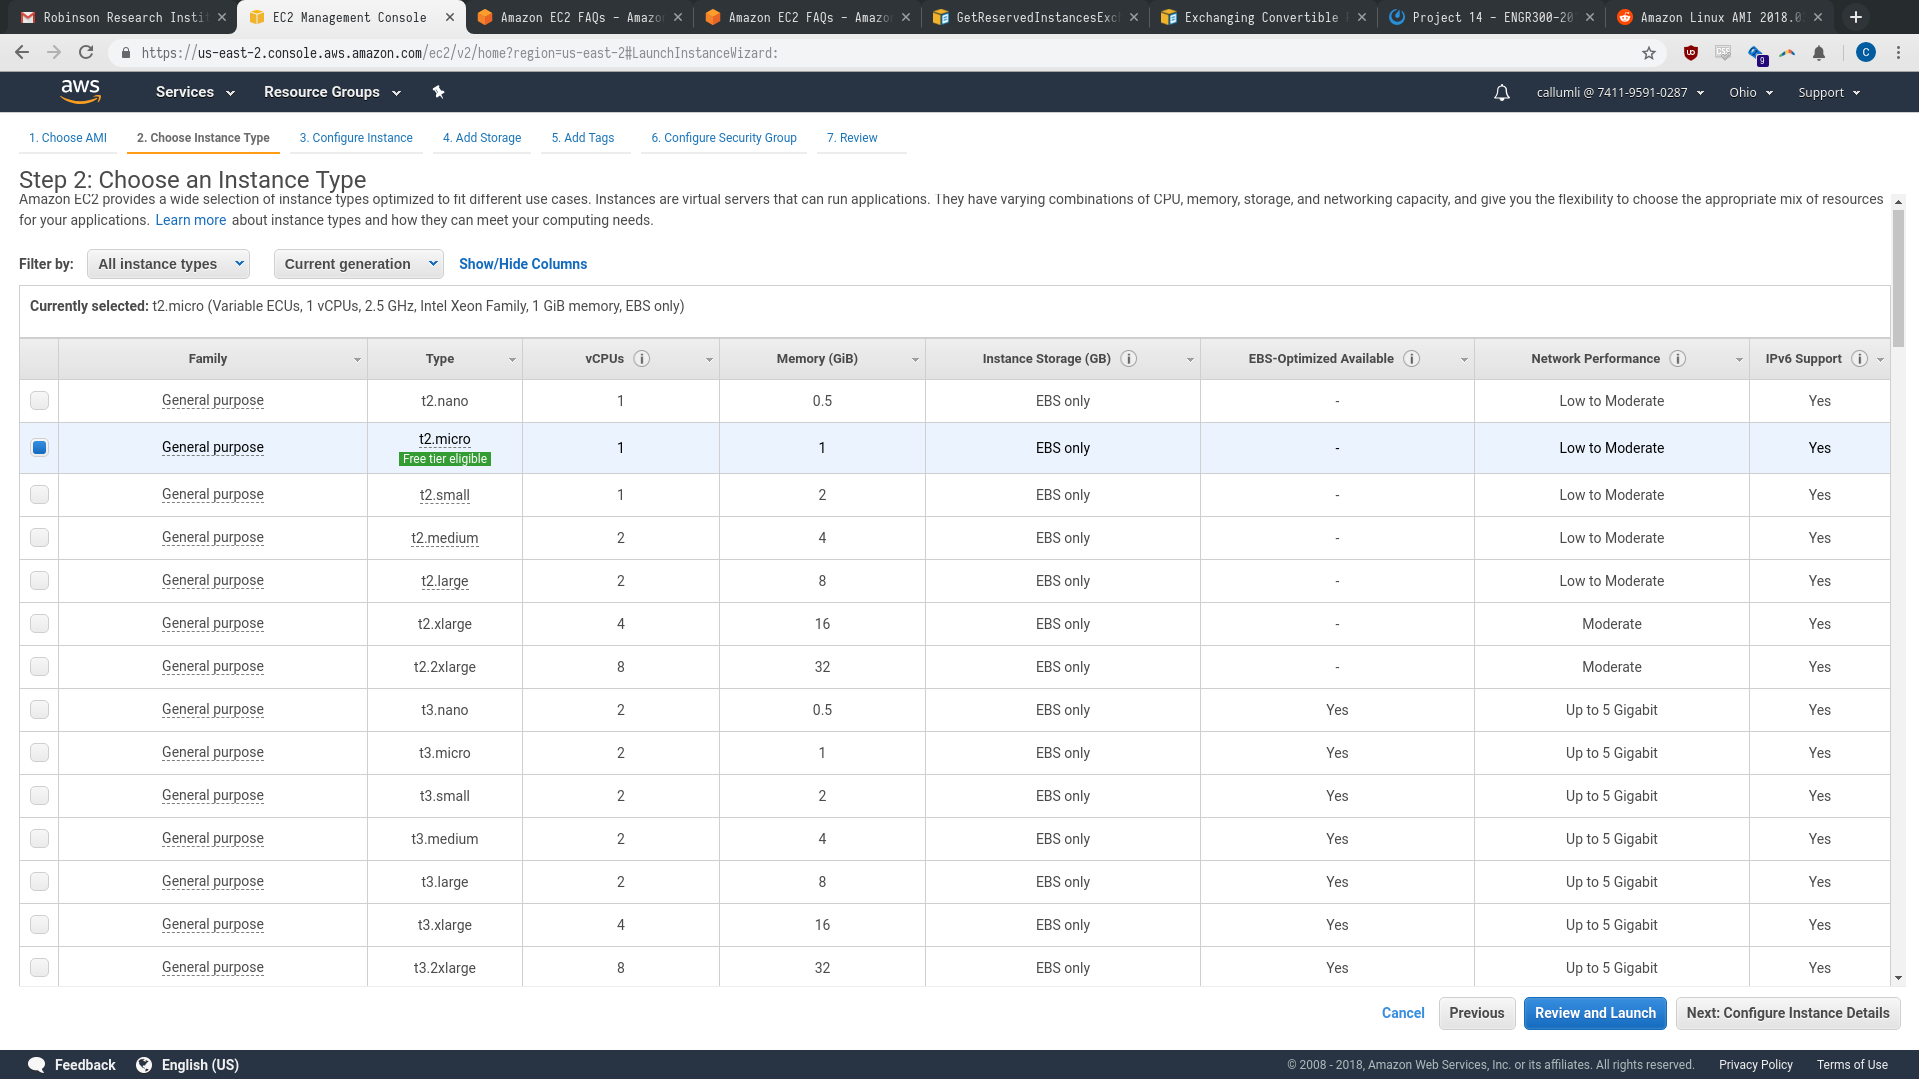 Robinson Research Insti
EC2 Management Console
Amazon EC2 FAQs – Amazo
Amazon EC2 FAQs – Amazo
GetReservedInstancesExc
Exchanging Convertible
Project 14 – ENGR300-20
Amazon Linux AMI 2018.0
https://us-east-2.console.aws.amazon.com/ec2/v2/home?region=us-east-2#LaunchInstanceWizard:
9
C
aws
Services
Resource Groups
callumli @ 7411-9591-0287
Ohio
Support
1. Choose AMI
2. Choose Instance Type
3. Configure Instance
4. Add Storage
5. Add Tags
6. Configure Security Group
7. Review
Step 2: Choose an Instance Type
Amazon EC2 provides a wide selection of instance types optimized to fit different use cases. Instances are virtual servers that can run applications. They have varying combinations of CPU, memory, storage, and networking capacity, and give you the flexibility to choose the appropriate mix of resources
for your applications. Learn more about instance types and how they can meet your computing needs.
Filter by: All instance types Current generation Show/Hide Columns
Currently selected: t2.micro (Variable ECUs, 1 vCPUs, 2.5 GHz, Intel Xeon Family, 1 GiB memory, EBS only)
Family Type vCPUs Memory (GiB) Instance Storage (GB) EBS-Optimized Available Network Performance IPv6 Support
General purpose t2.nano 1 0.5 EBS only - Low to Moderate Yes
General purpose t2.micro 1 1 EBS only - Low to Moderate Yes
Free tier eligible
General purpose t2.small 1 2 EBS only - Low to Moderate Yes
General purpose t2.medium 2 4 EBS only - Low to Moderate Yes
General purpose t2.large 2 8 EBS only - Low to Moderate Yes
General purpose t2.xlarge 4 16 EBS only - Moderate Yes
General purpose t2.2xlarge 8 32 EBS only - Moderate Yes
General purpose t3.nano 2 0.5 EBS only Yes Up to 5 Gigabit Yes
General purpose t3.micro 2 1 EBS only Yes Up to 5 Gigabit Yes
General purpose t3.small 2 2 EBS only Yes Up to 5 Gigabit Yes
General purpose t3.medium 2 4 EBS only Yes Up to 5 Gigabit Yes
General purpose t3.large 2 8 EBS only Yes Up to 5 Gigabit Yes
General purpose t3.xlarge 4 16 EBS only Yes Up to 5 Gigabit Yes
General purpose t3.2xlarge 8 32 EBS only Yes Up to 5 Gigabit Yes
Cancel
Previous
Review and Launch
Next: Configure Instance Details
Feedback
English (US)
© 2008 - 2018, Amazon Web Services, Inc. or its affiliates. All rights reserved.
Privacy Policy
Terms of Use